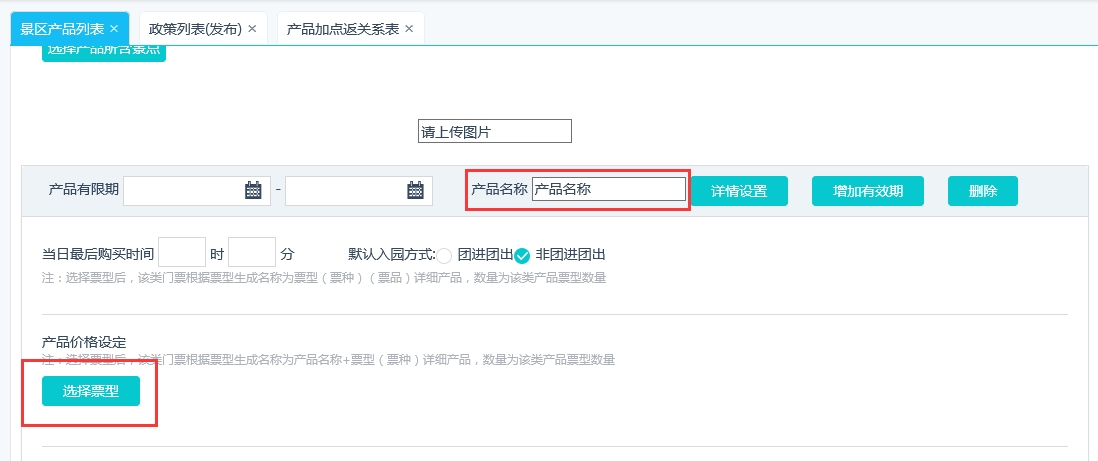 景区产品列表 × 政策列表(发布) × 产品加点返关系表 ×
选择产品所含景点
请上传图片
产品有限期 - 产品名称 产品名称 详情设置 增加有效期 删除
当日最后购买时间 时 分 默认入园方式: 团进团出 非团进团出
注：选择票型后，该类门票根据票型生成名称为票型（票种）（票品）详细产品，数量为该类产品票型数量
产品价格设定
注：选择票型后，该类门票根据票型生成名称为产品名称+票型（票种）详细产品，数量为该类产品票型数量
选择票型